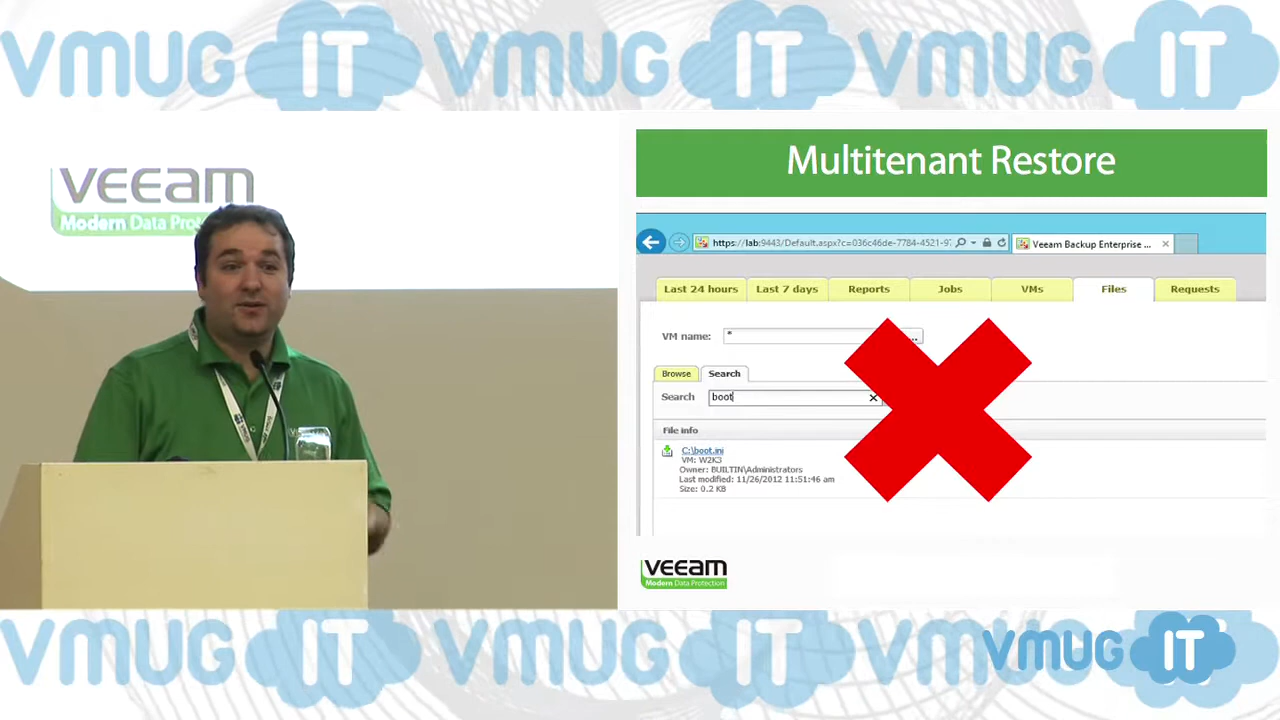 VMUG IT VMUG IT VMUG IT
veeam
Modern Data Pro
Multitenant Restore
https://lab:9443/Default.aspx?c=036c46de-7784-4521-97
Veeam Backup Enterprise ...
Last 24 hours
Last 7 days
Reports
Jobs
VMs
Files
Requests
VM name:
*
...
Browse
Search
Search
boot
File info
C:\boot.ini
VM: W2K3
Owner: BUILTIN\Administrators
Last modified: 11/26/2012 11:51:46 am
Size: 0.2 KB
veeam
Modern Data Protection
VMUG IT VMUG IT VMUG VMUG IT